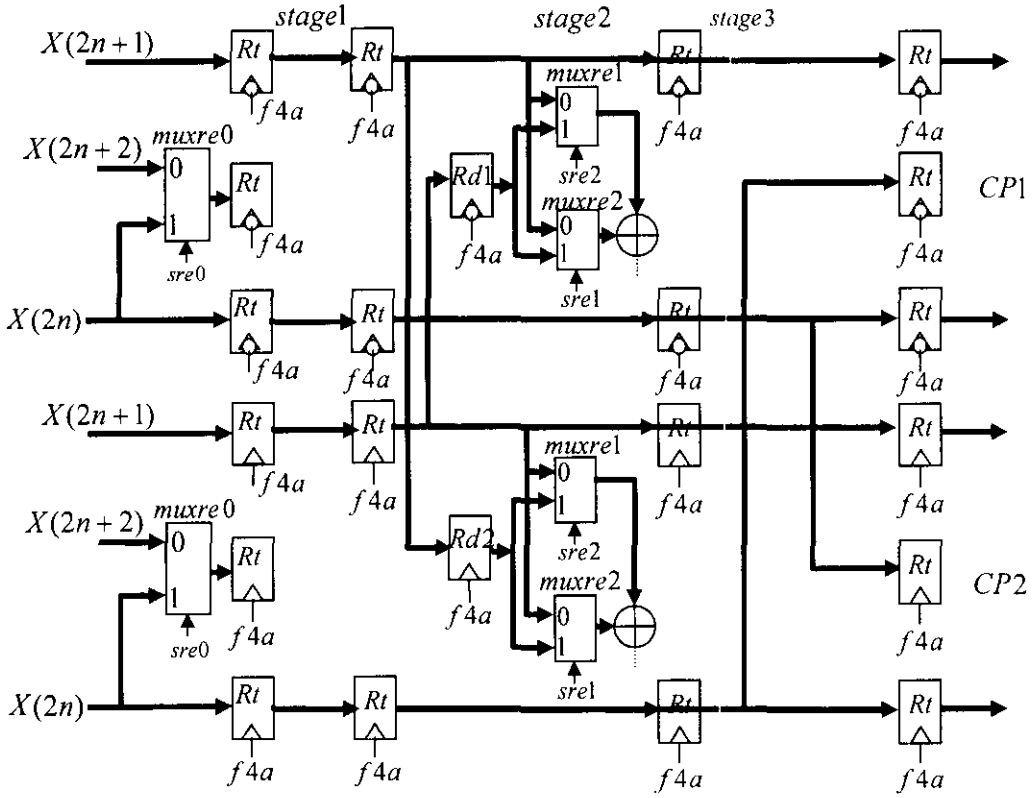 stage1 stage2 stage3
X(2n+1) Rt Rt Rt Rt
muxre1
0
1
f4a f4a f4a f4a
muxre0
X(2n+2) 0 Rt Rd1 sre2 Rt CP1
muxre2
1 0
1
f4a f4a f4a
sre0 sre1
X(2n) Rt Rt Rt Rt
f4a f4a f4a f4a
X(2n+1) Rt Rt Rt Rt
muxre1
0
1
f4a f4a f4a f4a
muxre0
X(2n+2) 0 Rt Rd2 sre2 Rt CP2
muxre2
1 0
1
f4a f4a f4a
sre0 sre1
X(2n) Rt Rt Rt Rt
f4a f4a f4a f4a